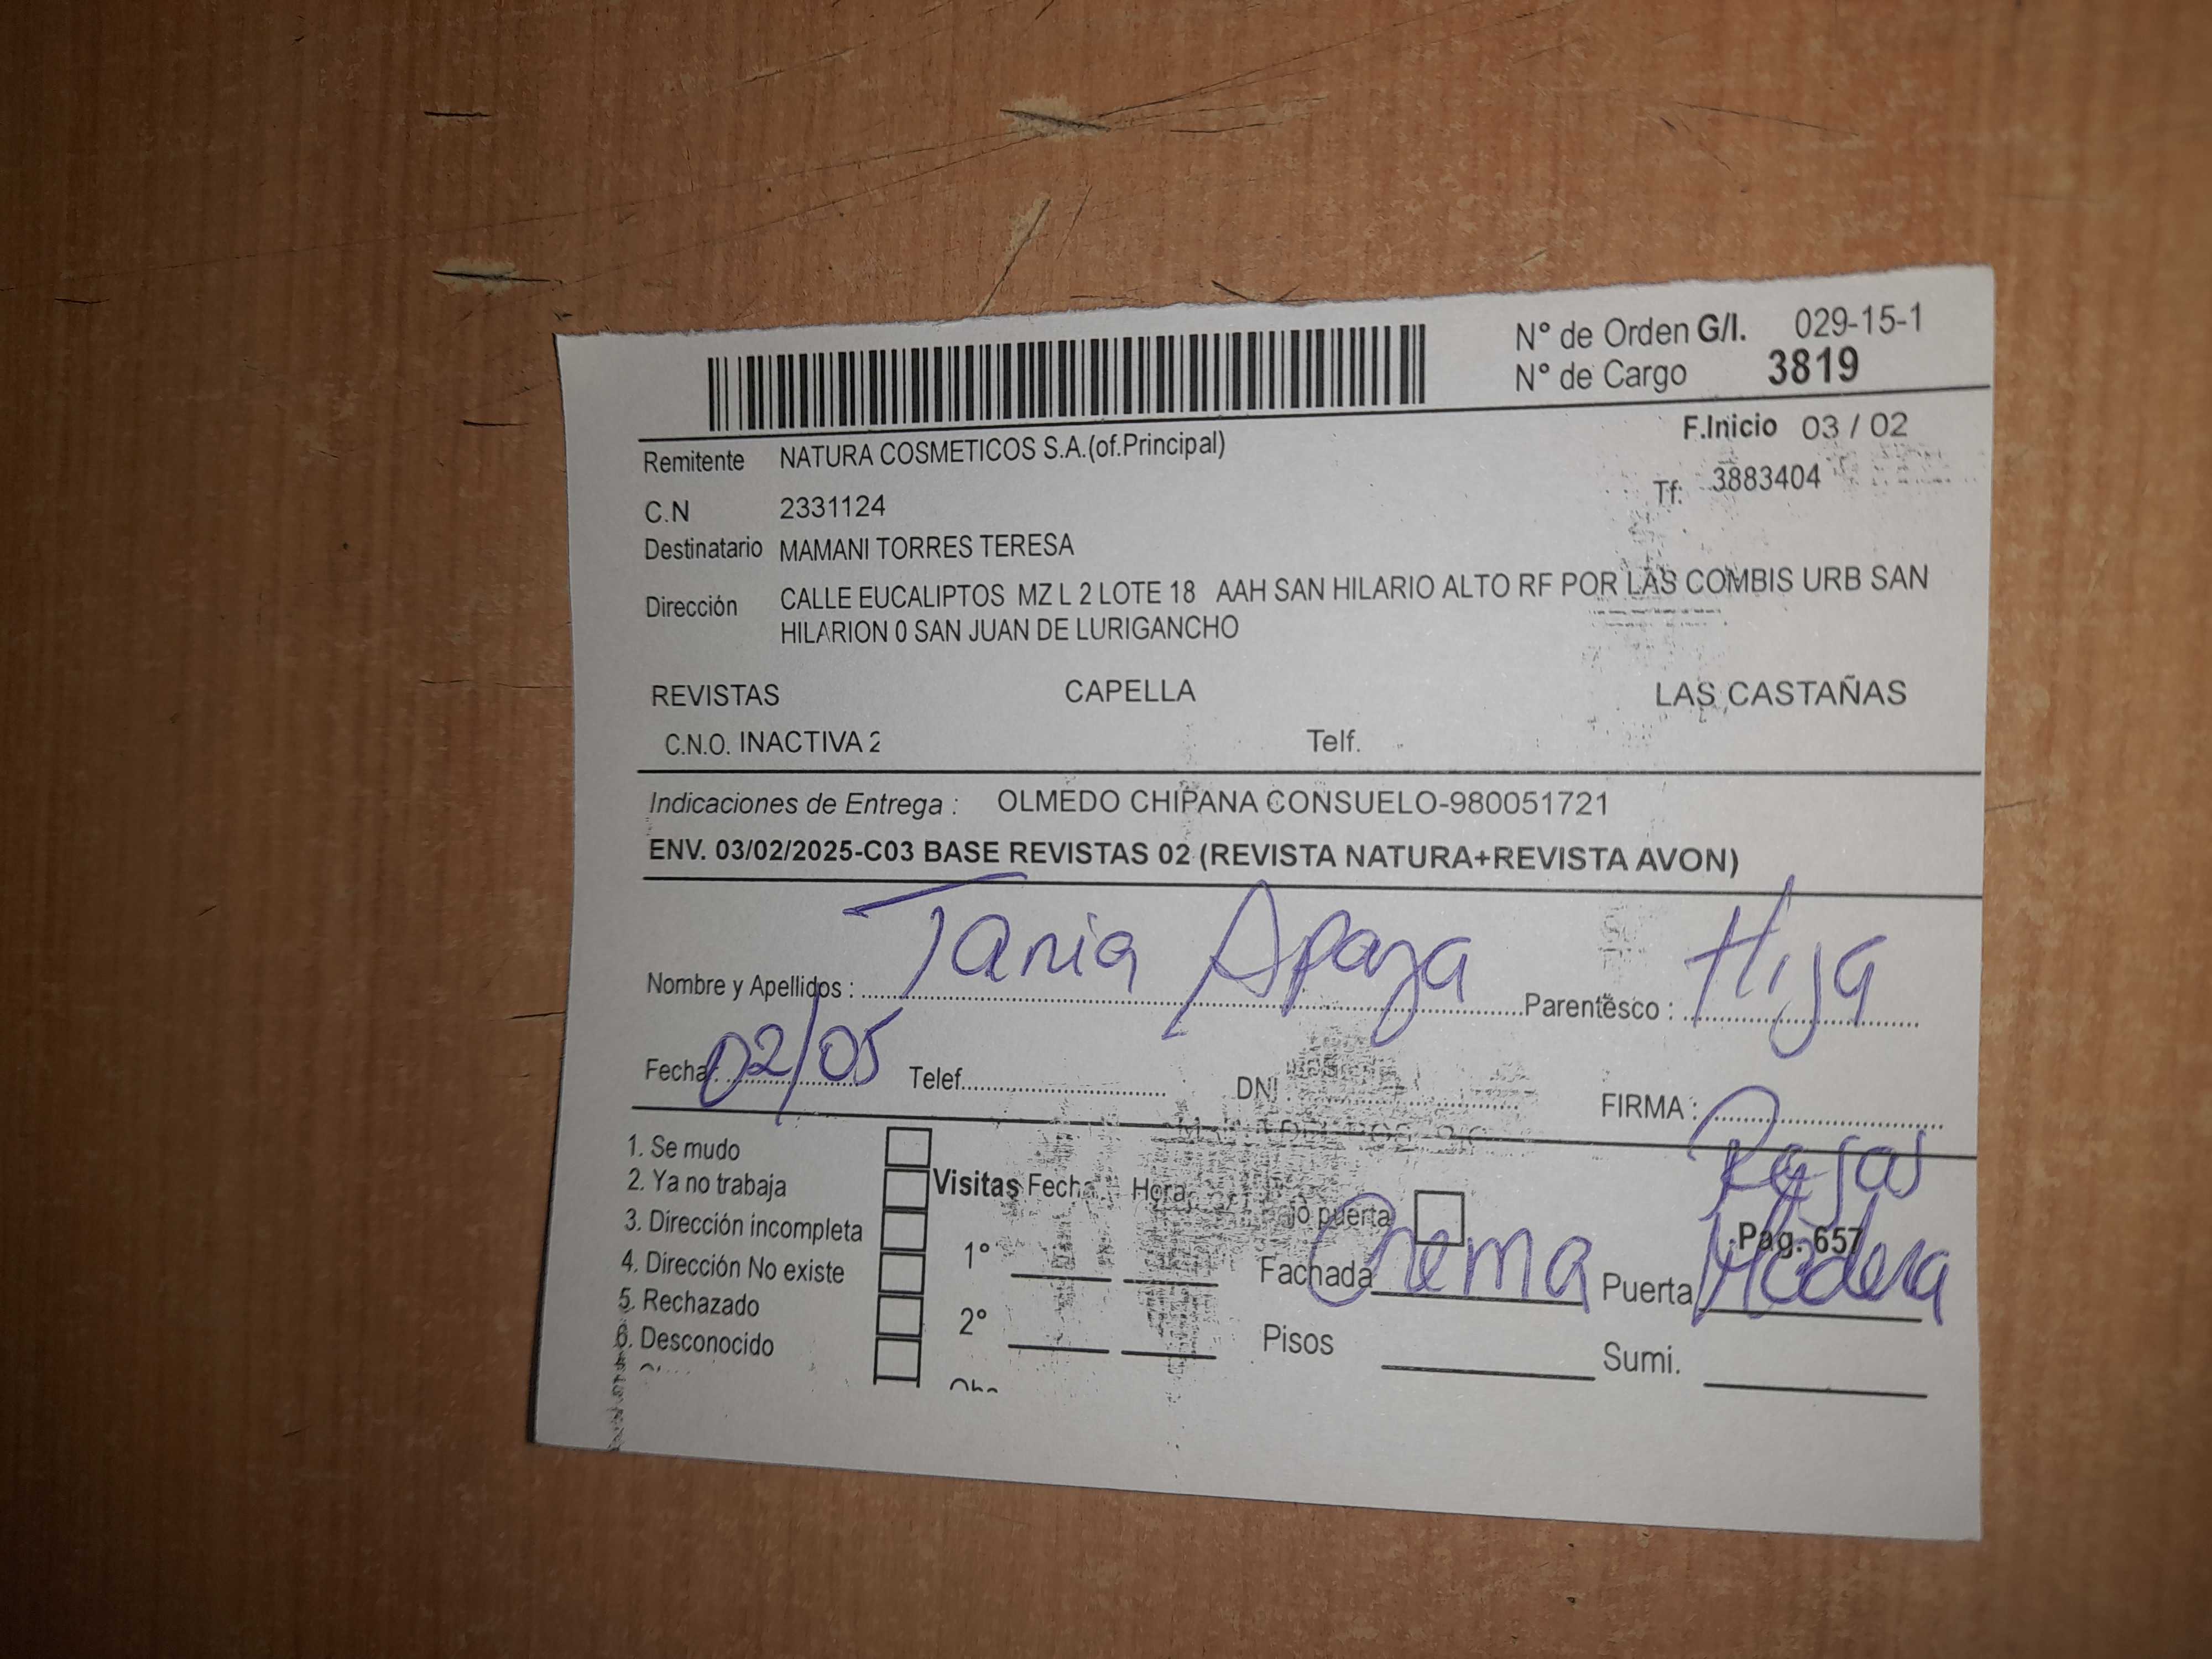 N° de Orden G/I. 029-15-1
N° de Cargo 3819
F.Inicio 03 / 02
Remitente NATURA COSMETICOS S.A.(of.Principal)
Tf: 3883404
C.N 2331124
Destinatario MAMANI TORRES TERESA
Dirección CALLE EUCALIPTOS MZ L 2 LOTE 18 AAH SAN HILARIO ALTO RF POR LAS COMBIS URB SAN
HILARION 0 SAN JUAN DE LURIGANCHO
REVISTAS CAPELLA LAS CASTAÑAS
C.N.O. INACTIVA 2 Telf.
Indicaciones de Entrega : OLMEDO CHIPANA CONSUELO-980051721
ENV. 03/02/2025-C03 BASE REVISTAS 02 (REVISTA NATURA+REVISTA AVON)
Nombre y Apellidos : Tania Apaza Parentesco : Hija
Fecha: 02/05 Telef. DNI : FIRMA :
Rejas
1. Se mudo
2. Ya no trabaja
3. Dirección incompleta
4. Dirección No existe
5. Rechazado
6. Desconocido
Visitas Fecha Hora
1°
2°
jo puerta
Pag. 657
Fachada Crema Puerta Madera
Pisos Sumi.